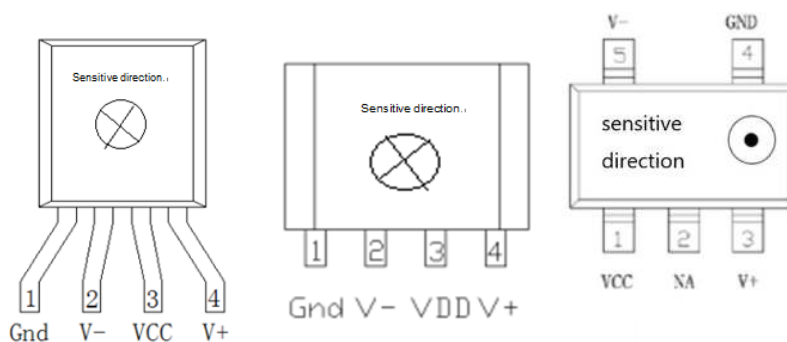 Sensitive direction.
1 2 3 4
Gnd V- VCC V+
Sensitive direction.
1 2 3 4
Gnd V- VDD V+
V- GND
5 4
sensitive
direction
1 2 3
VCC NA V+